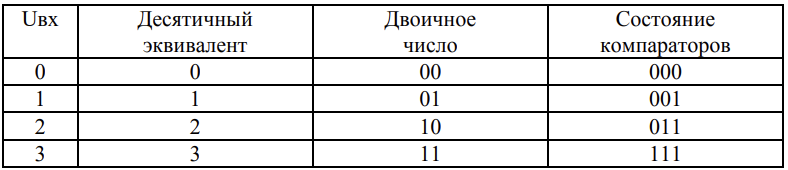 Uвх Десятичный эквивалент Двоичное число Состояние компараторов
0 0 00 000
1 1 01 001
2 2 10 011
3 3 11 111